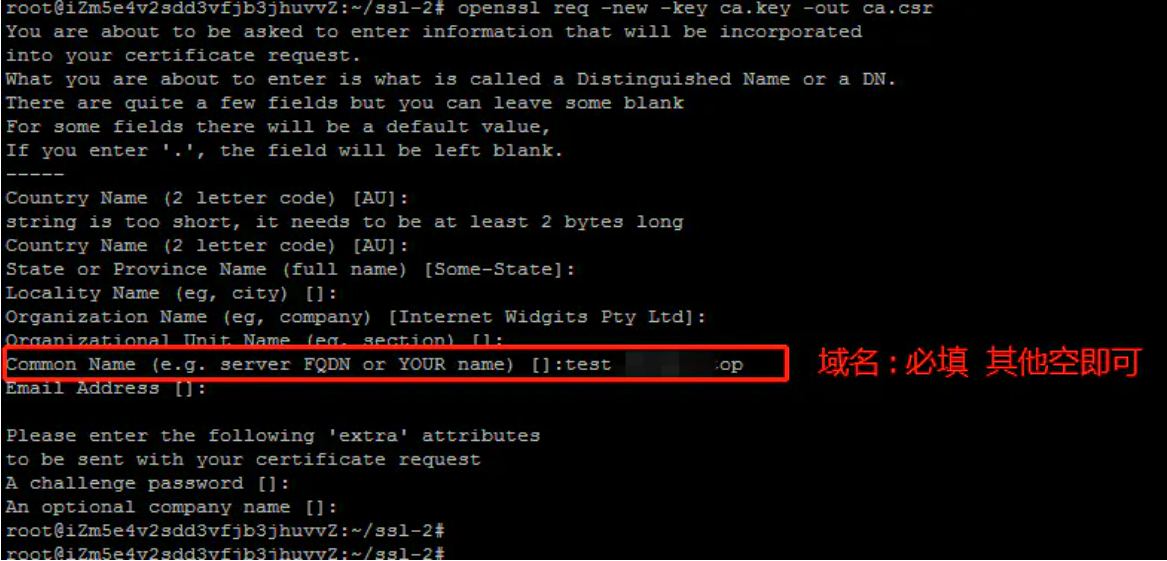 root@iZm5e4v2sdd3vfjb3jhuvvZ:~/ssl-2# openssl req -new -key ca.key -out ca.csr
You are about to be asked to enter information that will be incorporated
into your certificate request.
What you are about to enter is what is called a Distinguished Name or a DN.
There are quite a few fields but you can leave some blank
For some fields there will be a default value,
If you enter '.', the field will be left blank.
-----
Country Name (2 letter code) [AU]:
string is too short, it needs to be at least 2 bytes long
Country Name (2 letter code) [AU]:
State or Province Name (full name) [Some-State]:
Locality Name (eg, city) []:
Organization Name (eg, company) [Internet Widgits Pty Ltd]:
Organizational Unit Name (eg, section) []:
Common Name (e.g. server FQDN or YOUR name) []:test op
域名：必填 其他空即可
Email Address []:
Please enter the following 'extra' attributes
to be sent with your certificate request
A challenge password []:
An optional company name []:
root@iZm5e4v2sdd3vfjb3jhuvvZ:~/ssl-2#
root@iZm5e4v2sdd3vfjb3jhuvvZ:~/ssl-2#